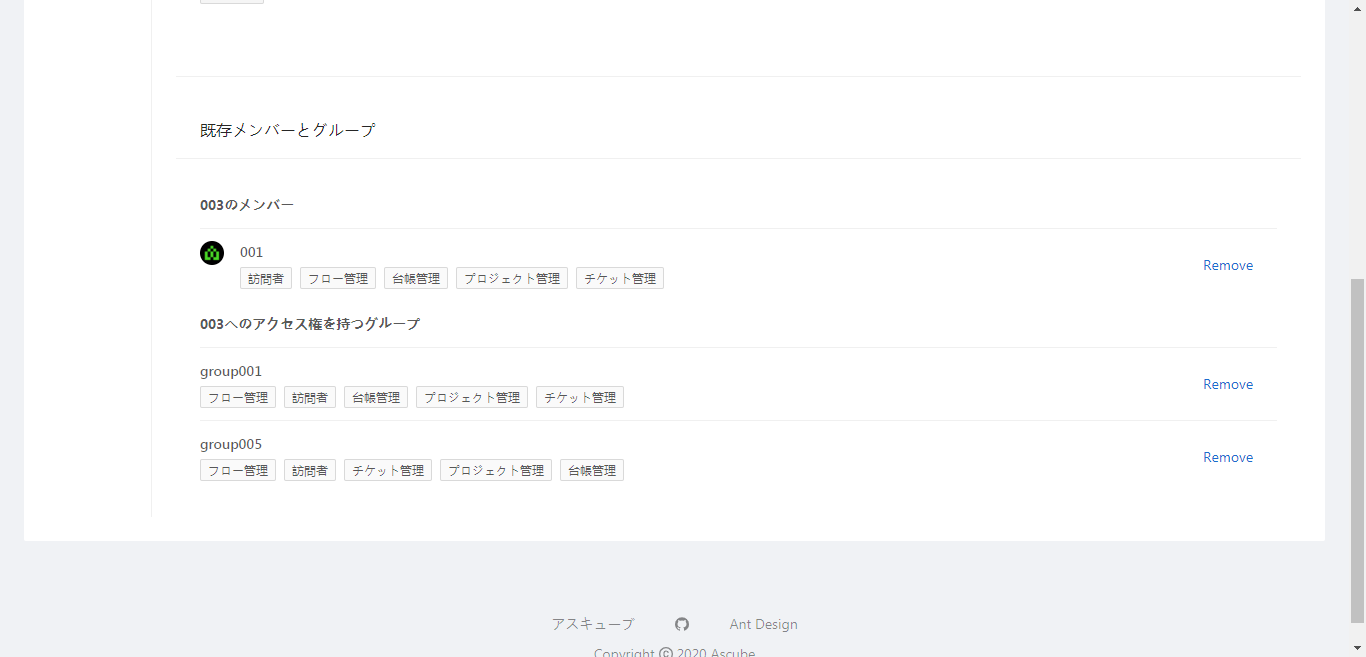 既存メンバーとグループ
003のメンバー
001
訪問者 フロー管理 台帳管理 プロジェクト管理 チケット管理
Remove
003へのアクセス権を持つグループ
group001
フロー管理 訪問者 台帳管理 プロジェクト管理 チケット管理
Remove
group005
フロー管理 訪問者 チケット管理 プロジェクト管理 台帳管理
Remove
アスキューブ Ant Design
Copyright © 2020 Ascube